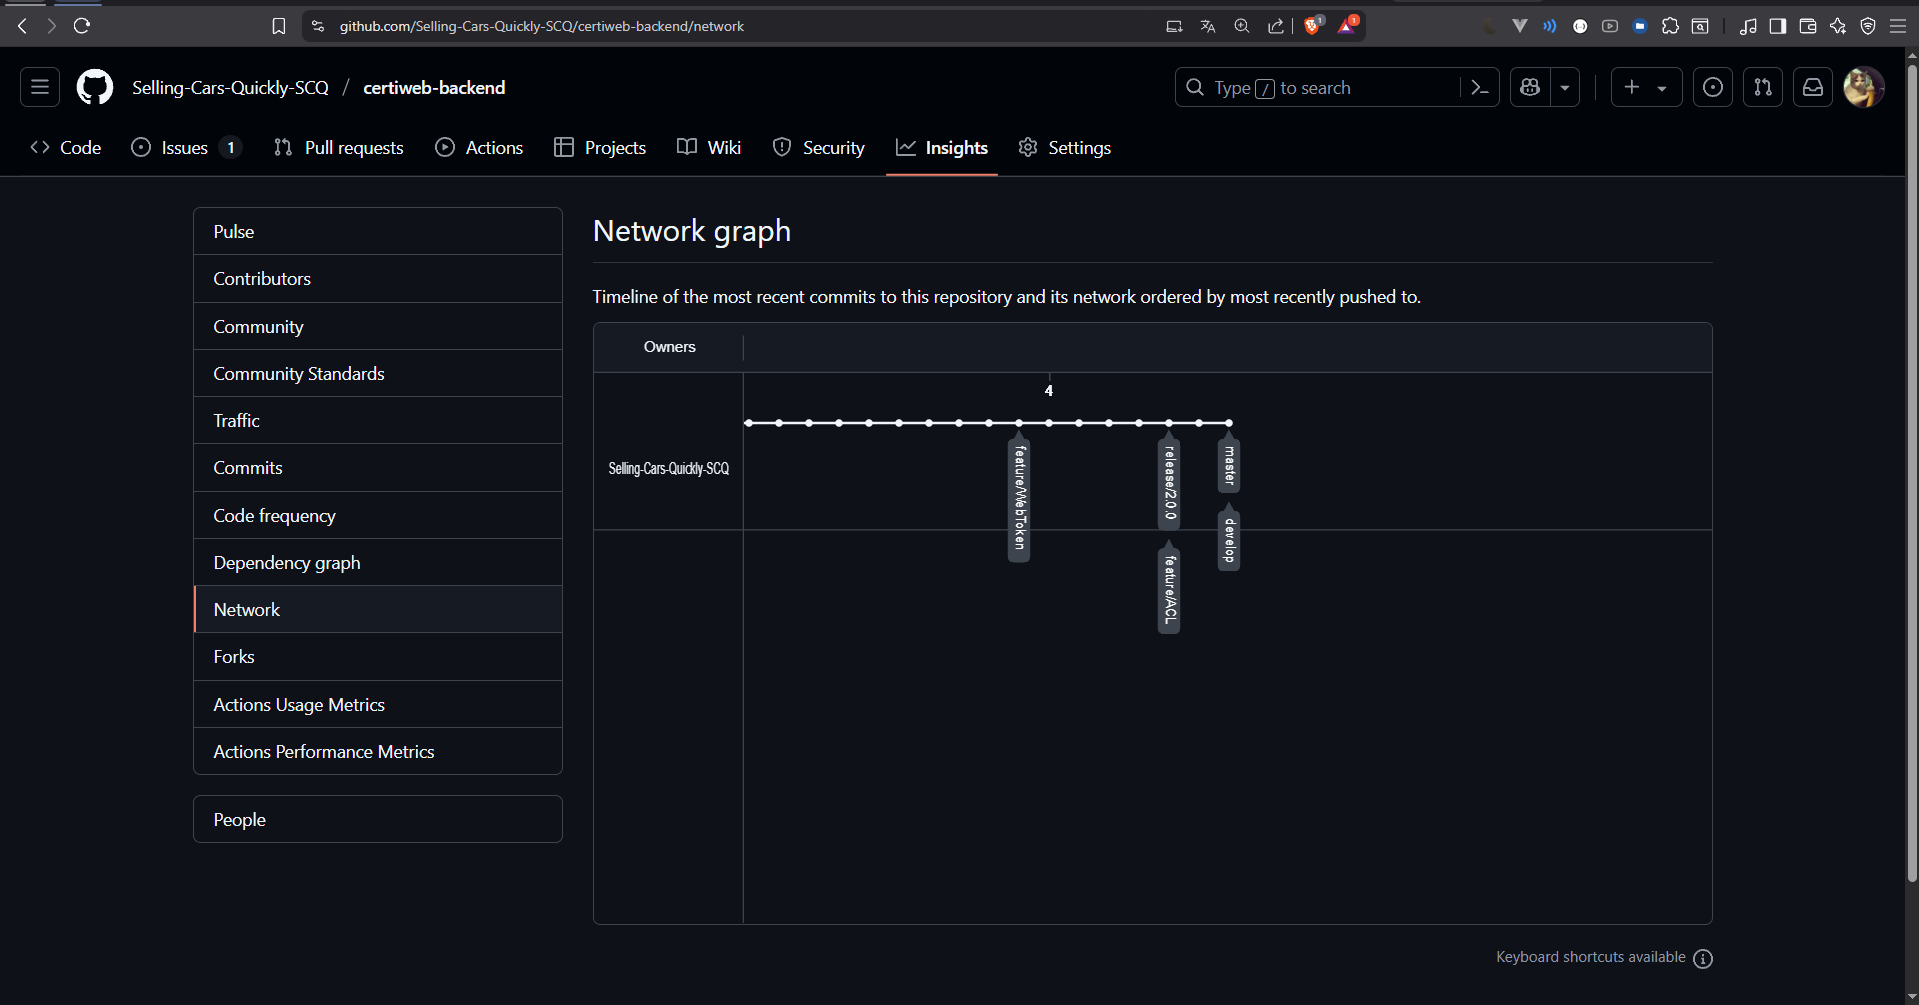 github.com/Selling-Cars-Quickly-SCQ/certiweb-backend/network
1
1
Selling-Cars-Quickly-SCQ / certiweb-backend
Type / to search
Code
Issues 1
Pull requests
Actions
Projects
Wiki
Security
Insights
Settings
Pulse
Contributors
Community
Community Standards
Traffic
Commits
Code frequency
Dependency graph
Network
Forks
Actions Usage Metrics
Actions Performance Metrics
People
Network graph
Timeline of the most recent commits to this repository and its network ordered by most recently pushed to.
Owners
4
Selling-Cars-Quickly-SCQ
feature/WebToken
release/2.0.0
feature/ACL
master
develop
Keyboard shortcuts available